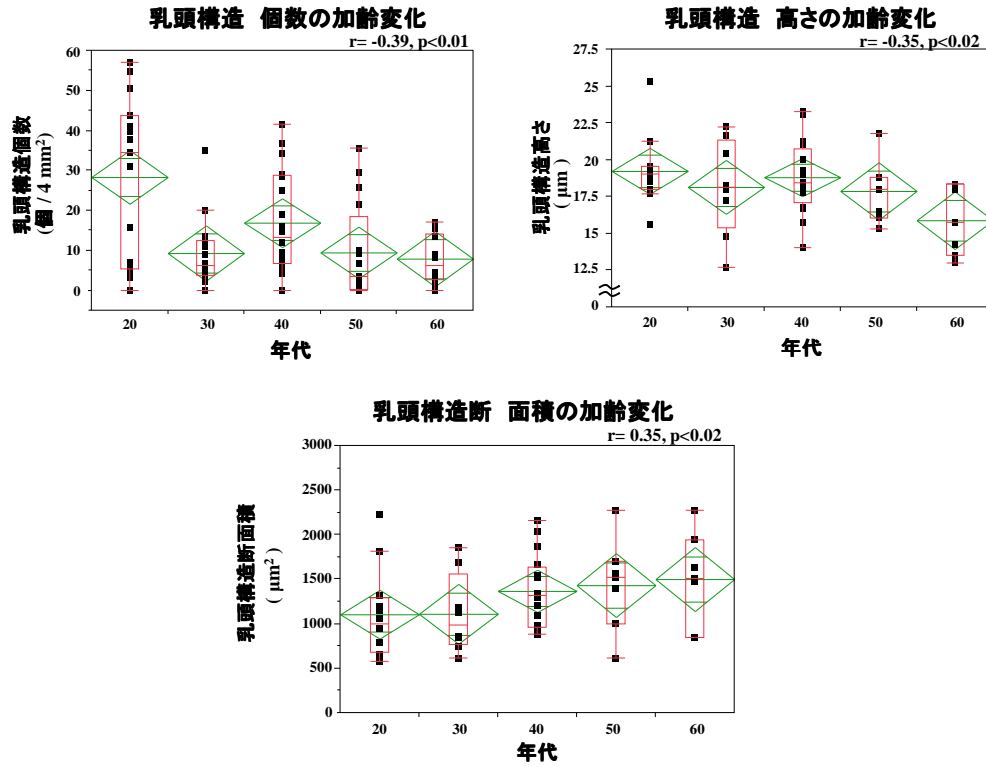 乳頭構造 個数の加齢変化
r= -0.39, p<0.01
乳頭構造個数
(個 / 4 mm²)
60
50
40
30
20
10
0
20 30 40 50 60
年代
乳頭構造 高さの加齢変化
r= -0.35, p<0.02
乳頭構造高さ
( μm )
27.5
25
22.5
20
17.5
15
12.5
0
20 30 40 50 60
年代
乳頭構造断 面積の加齢変化
r= 0.35, p<0.02
乳頭構造断面積
( μm² )
3000
2500
2000
1500
1000
500
0
20 30 40 50 60
年代